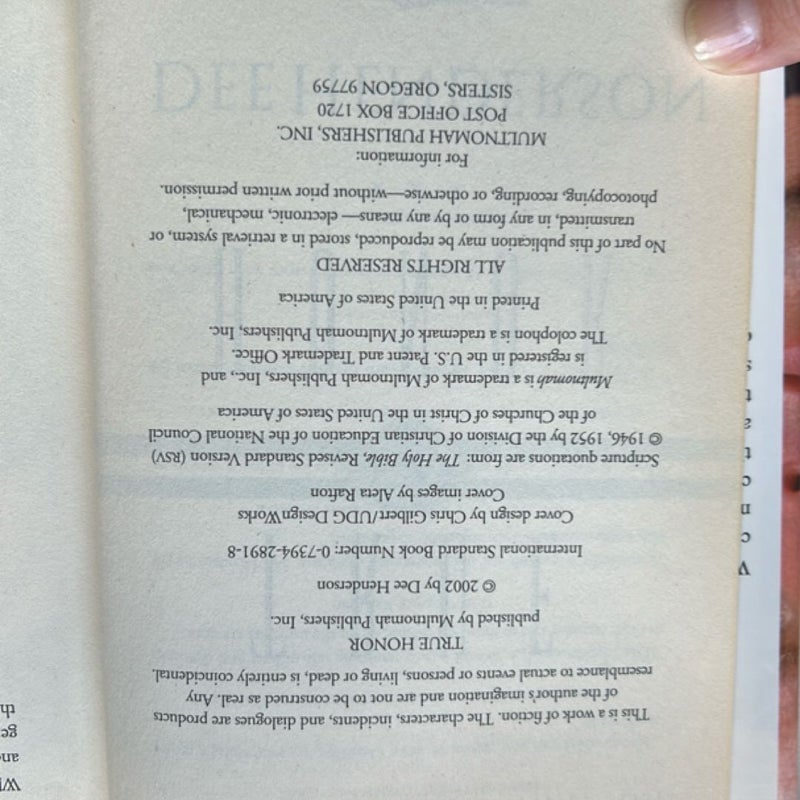 This is a work of fiction. The characters, incidents, and dialogues are products
of the author's imagination and are not to be construed as real. Any
resemblance to actual events or persons, living or dead, is entirely coincidental.
TRUE HONOR
published by Multnomah Publishers, Inc.
© 2002 by Dee Henderson
International Standard Book Number: 0-7394-2891-8
Cover design by Chris Gilbert/UDG DesignWorks
Cover images by Aleta Rafton
Scripture quotations are from: The Holy Bible, Revised Standard Version (RSV)
© 1946, 1952 by the Division of Christian Education of the National Council
of the Churches of Christ in the United States of America
Multnomah is a trademark of Multnomah Publishers, Inc., and
is registered in the U.S. Patent and Trademark Office.
The colophon is a trademark of Multnomah Publishers, Inc.
Printed in the United States of America
ALL RIGHTS RESERVED
No part of this publication may be reproduced, stored in a retrieval system, or
transmitted, in any form or by any means— electronic, mechanical,
photocopying, recording, or otherwise—without prior written permission.
For information:
MULTNOMAH PUBLISHERS, INC.
POST OFFICE BOX 1720
SISTERS, OREGON 97759